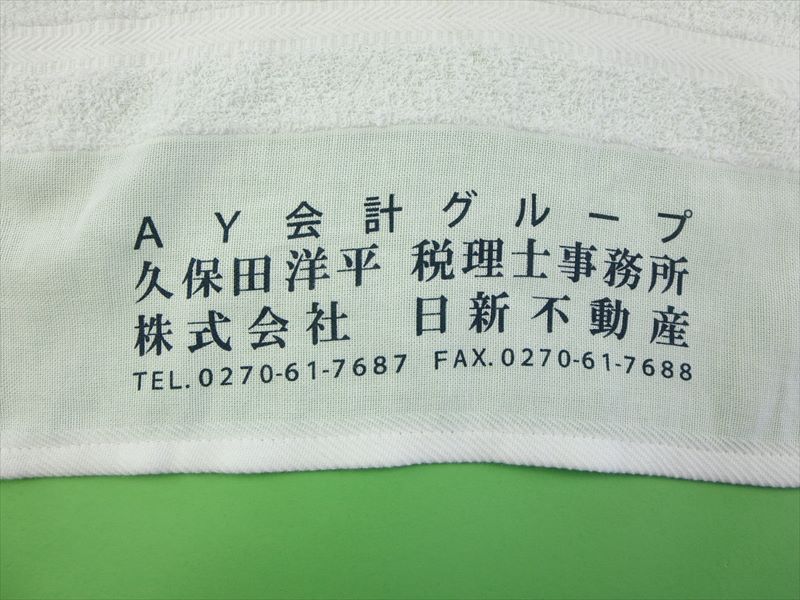 AY会計グループ
久保田洋平 税理士事務所
株式会社 日新不動産
TEL.0270-61-7687 FAX.0270-61-7688